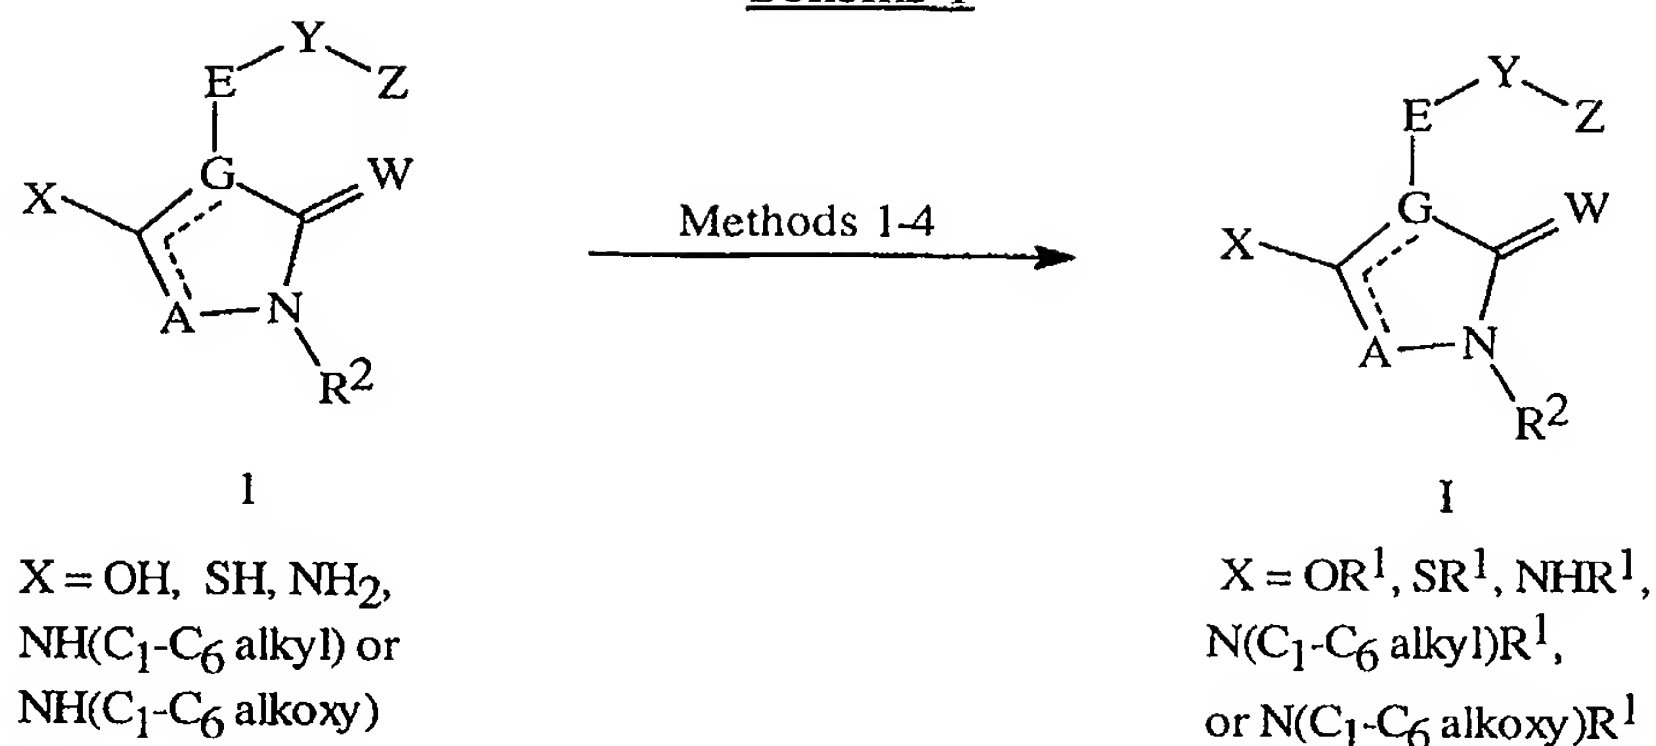 Y
E Z
G
X W
A N
R²
Methods 1-4
Y
E Z
G
X W
A N
R²
1
I
X = OH, SH, NH₂,
NH(C₁-C₆ alkyl) or
NH(C₁-C₆ alkoxy)
X = OR¹, SR¹, NHR¹,
N(C₁-C₆ alkyl)R¹,
or N(C₁-C₆ alkoxy)R¹